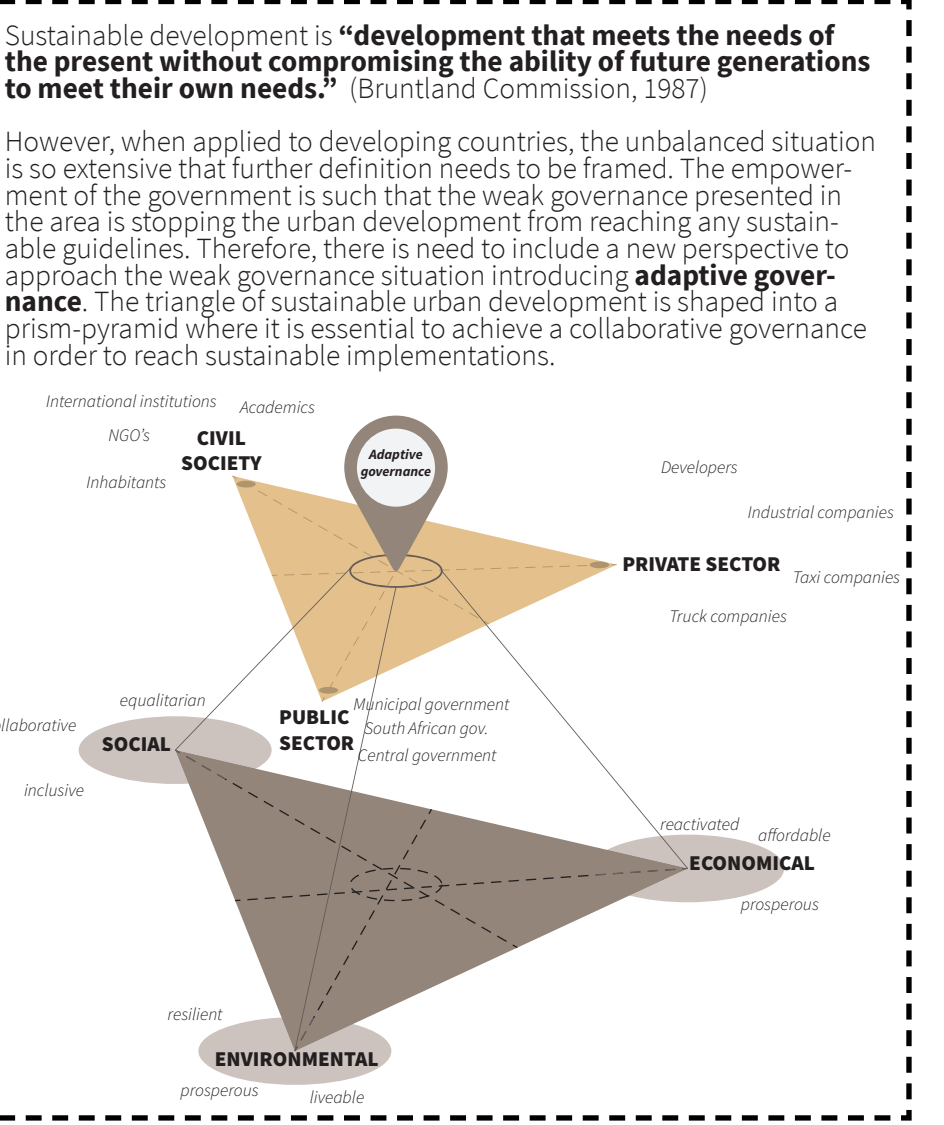 Sustainable development is “development that meets the needs of
the present without compromising the ability of future generations
to meet their own needs.” (Bruntland Commission, 1987)
However, when applied to developing countries, the unbalanced situation
is so extensive that further definition needs to be framed. The empower-
ment of the government is such that the weak governance presented in
the area is stopping the urban development from reaching any sustain-
able guidelines. Therefore, there is need to include a new perspective to
approach the weak governance situation introducing adaptive gover-
nance. The triangle of sustainable urban development is shaped into a
prism-pyramid where it is essential to achieve a collaborative governance
in order to reach sustainable implementations.
International institutions
Academics
NGO’s
CIVIL
SOCIETY
Inhabitants
Adaptive
governance
Developers
Industrial companies
PRIVATE SECTOR
Taxi companies
Truck companies
equalitarian
Municipal government
PUBLIC
SECTOR
South African gov.
Central government
llaborative
SOCIAL
inclusive
reactivated
affordable
ECONOMICAL
prosperous
resilient
ENVIRONMENTAL
prosperous
liveable